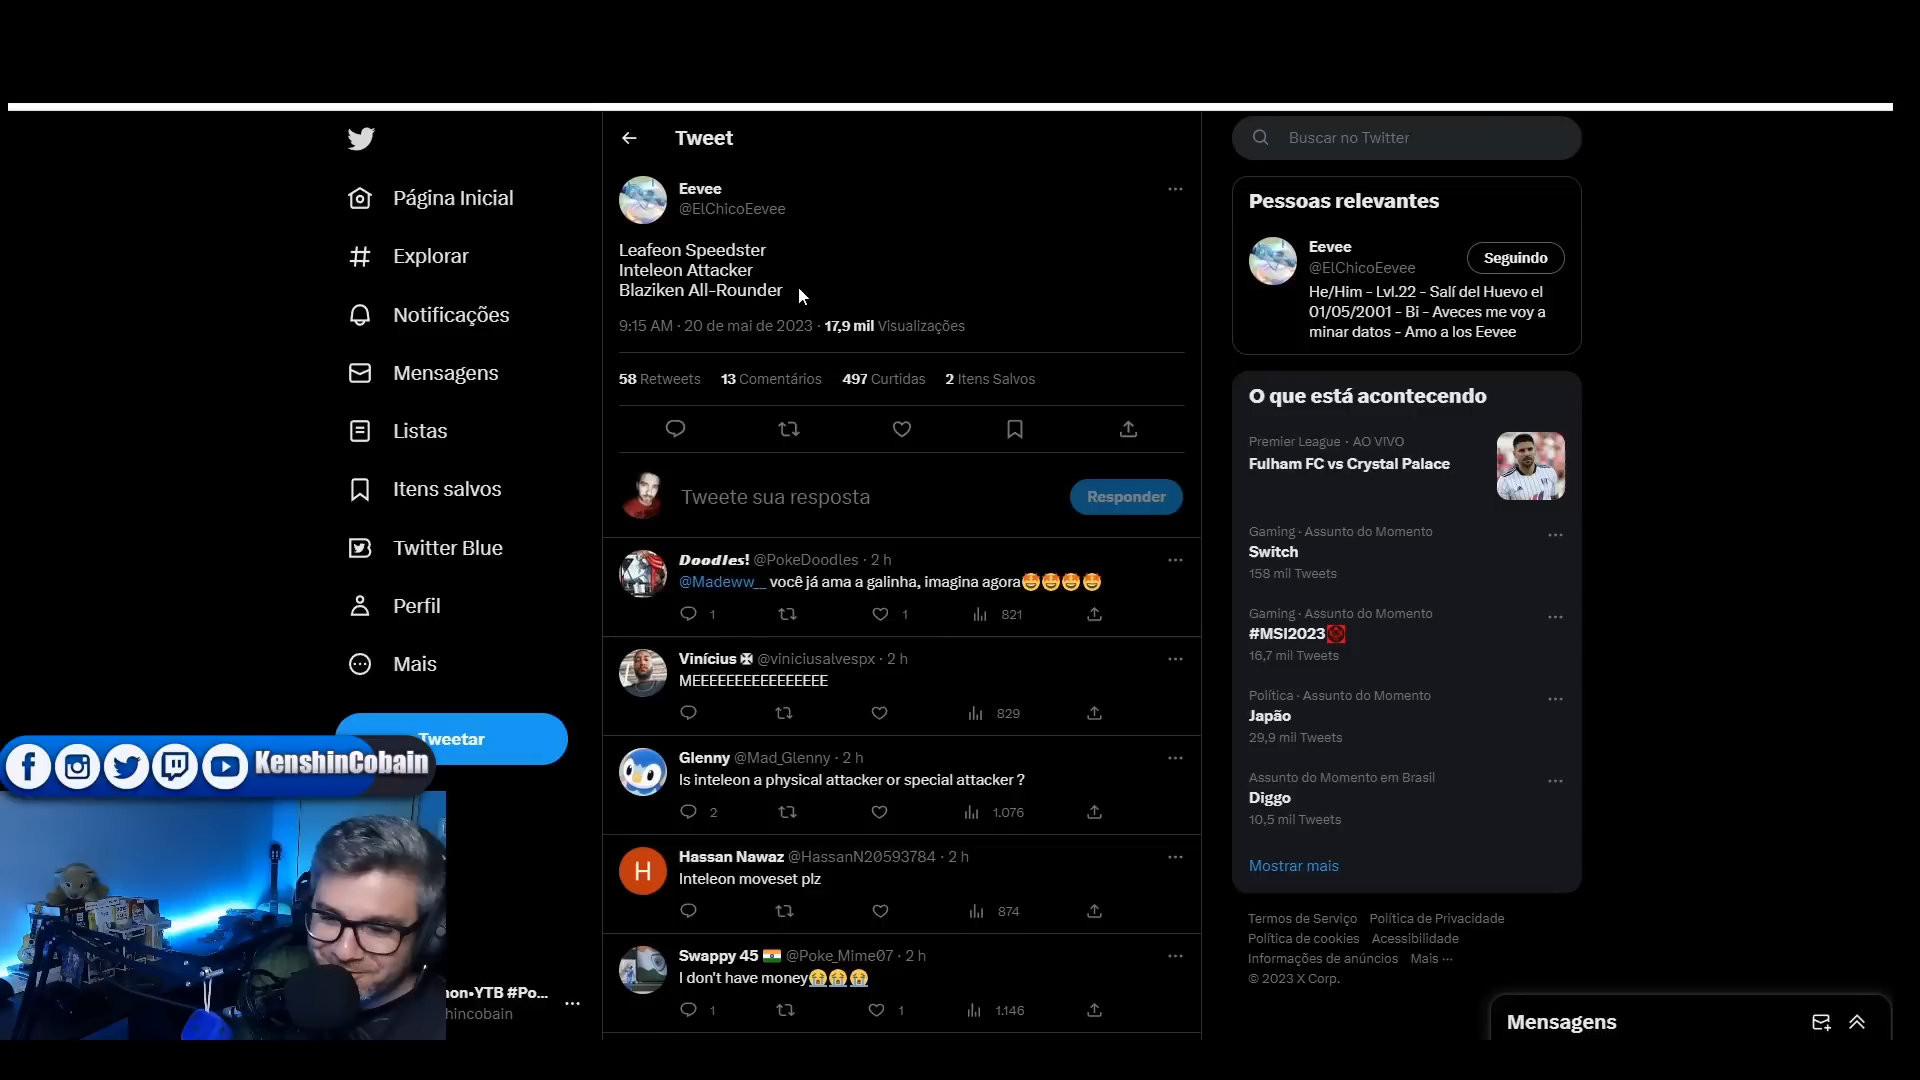 Tweet
Buscar no Twitter
Página Inicial
Explorar
Notificações
Mensagens
Listas
Itens salvos
Twitter Blue
Perfil
Mais
Tweetar
KenshinCobain
non•YTB #Po...
hincobain
Eevee
@ElChicoEevee
Leafeon Speedster
Inteleon Attacker
Blaziken All-Rounder
9:15 AM · 20 de mai de 2023 · 17,9 mil Visualizações
58 Retweets 13 Comentários 497 Curtidas 2 Itens Salvos
Tweete sua resposta
Responder
Doodles! @PokeDoodles · 2 h
@Madeww__ você já ama a galinha, imagina agora🤩🤩🤩🤩
1 1 821
Vinícius ✠ @viniciusalvespx · 2 h
MEEEEEEEEEEEEEEEE
829
Glenny @Mad_Glenny · 2 h
Is inteleon a physical attacker or special attacker ?
2 1.076
H
Hassan Nawaz @HassanN20593784 · 2 h
Inteleon moveset plz
874
Swappy 45 🇮🇳 @Poke_Mime07 · 2 h
I don't have money😭😭😭
1 1 1.146
Pessoas relevantes
Eevee
@ElChicoEevee
Seguindo
He/Him - Lvl.22 - Salí del Huevo el
01/05/2001 - Bi - Aveces me voy a
minar datos - Amo a los Eevee
O que está acontecendo
Premier League · AO VIVO
Fulham FC vs Crystal Palace
Gaming · Assunto do Momento
Switch
158 mil Tweets
Gaming · Assunto do Momento
#MSI2023
16,7 mil Tweets
Política · Assunto do Momento
Japão
29,9 mil Tweets
Assunto do Momento em Brasil
Diggo
10,5 mil Tweets
Mostrar mais
Termos de Serviço Política de Privacidade
Política de cookies Acessibilidade
Informações de anúncios Mais ···
© 2023 X Corp.
Mensagens